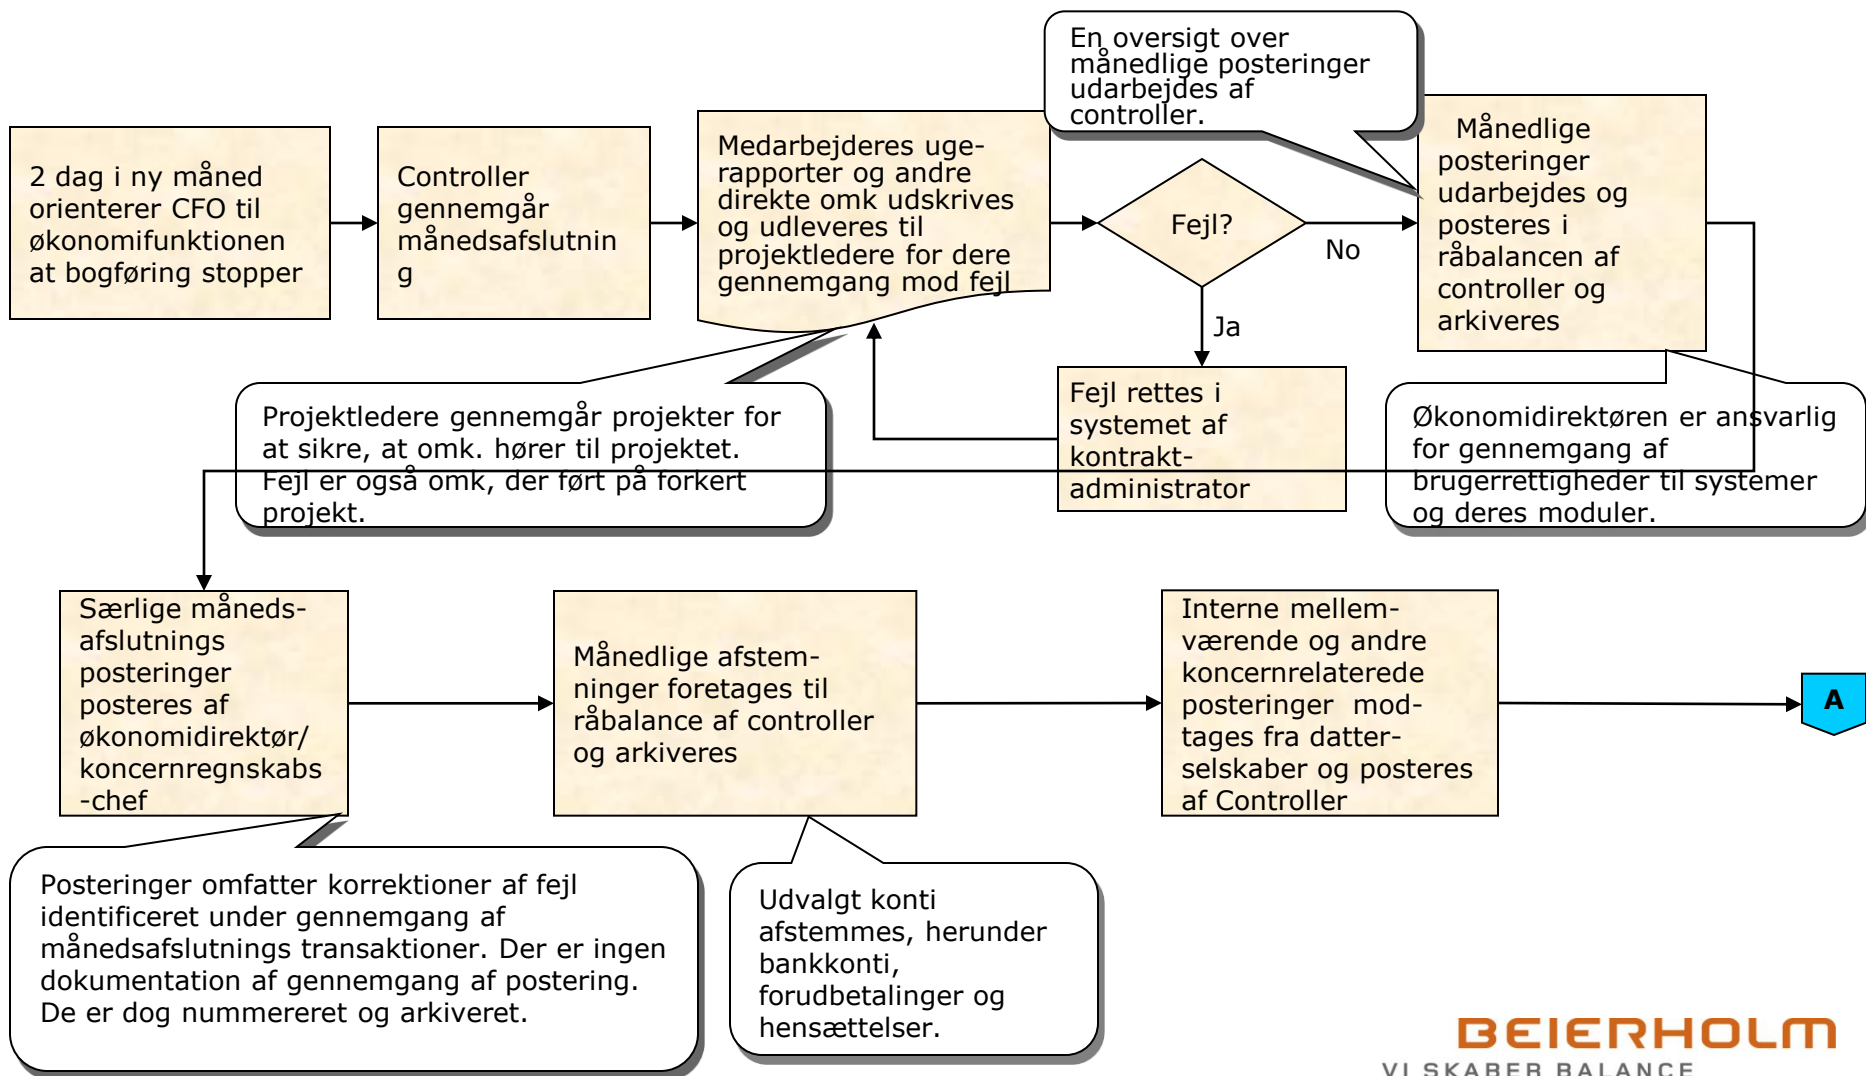 En oversigt over
månedlige posteringer
udarbejdes af
controller.
2 dag i ny måned
orienterer CFO til
økonomifunktionen
at bogføring stopper
Controller
gennemgår
månedsafslutnin
g
Medarbejderes uge-
rapporter og andre
direkte omk udskrives
og udleveres til
projektledere for dere
gennemgang mod fejl
Fejl?
No
Ja
Månedlige
posteringer
udarbejdes og
posteres i
råbalancen af
controller og
arkiveres
Projektledere gennemgår projekter for
at sikre, at omk. hører til projektet.
Fejl er også omk, der ført på forkert
projekt.
Fejl rettes i
systemet af
kontrakt-
administrator
Økonomidirektøren er ansvarlig
for gennemgang af
brugerrettigheder til systemer
og deres moduler.
Særlige måneds-
afslutnings
posteringer
posteres af
økonomidirektør/
koncernregnskabs
-chef
Månedlige afstem-
ninger foretages til
råbalance af controller
og arkiveres
Interne mellem-
værende og andre
koncernrelaterede
posteringer mod-
tages fra datter-
selskaber og posteres
af Controller
A
Posteringer omfatter korrektioner af fejl
identificeret under gennemgang af
månedsafslutnings transaktioner. Der er ingen
dokumentation af gennemgang af postering.
De er dog nummereret og arkiveret.
Udvalgt konti
afstemmes, herunder
bankkonti,
forudbetalinger og
hensættelser.
BEIERHOLM
VI SKABER BALANCE